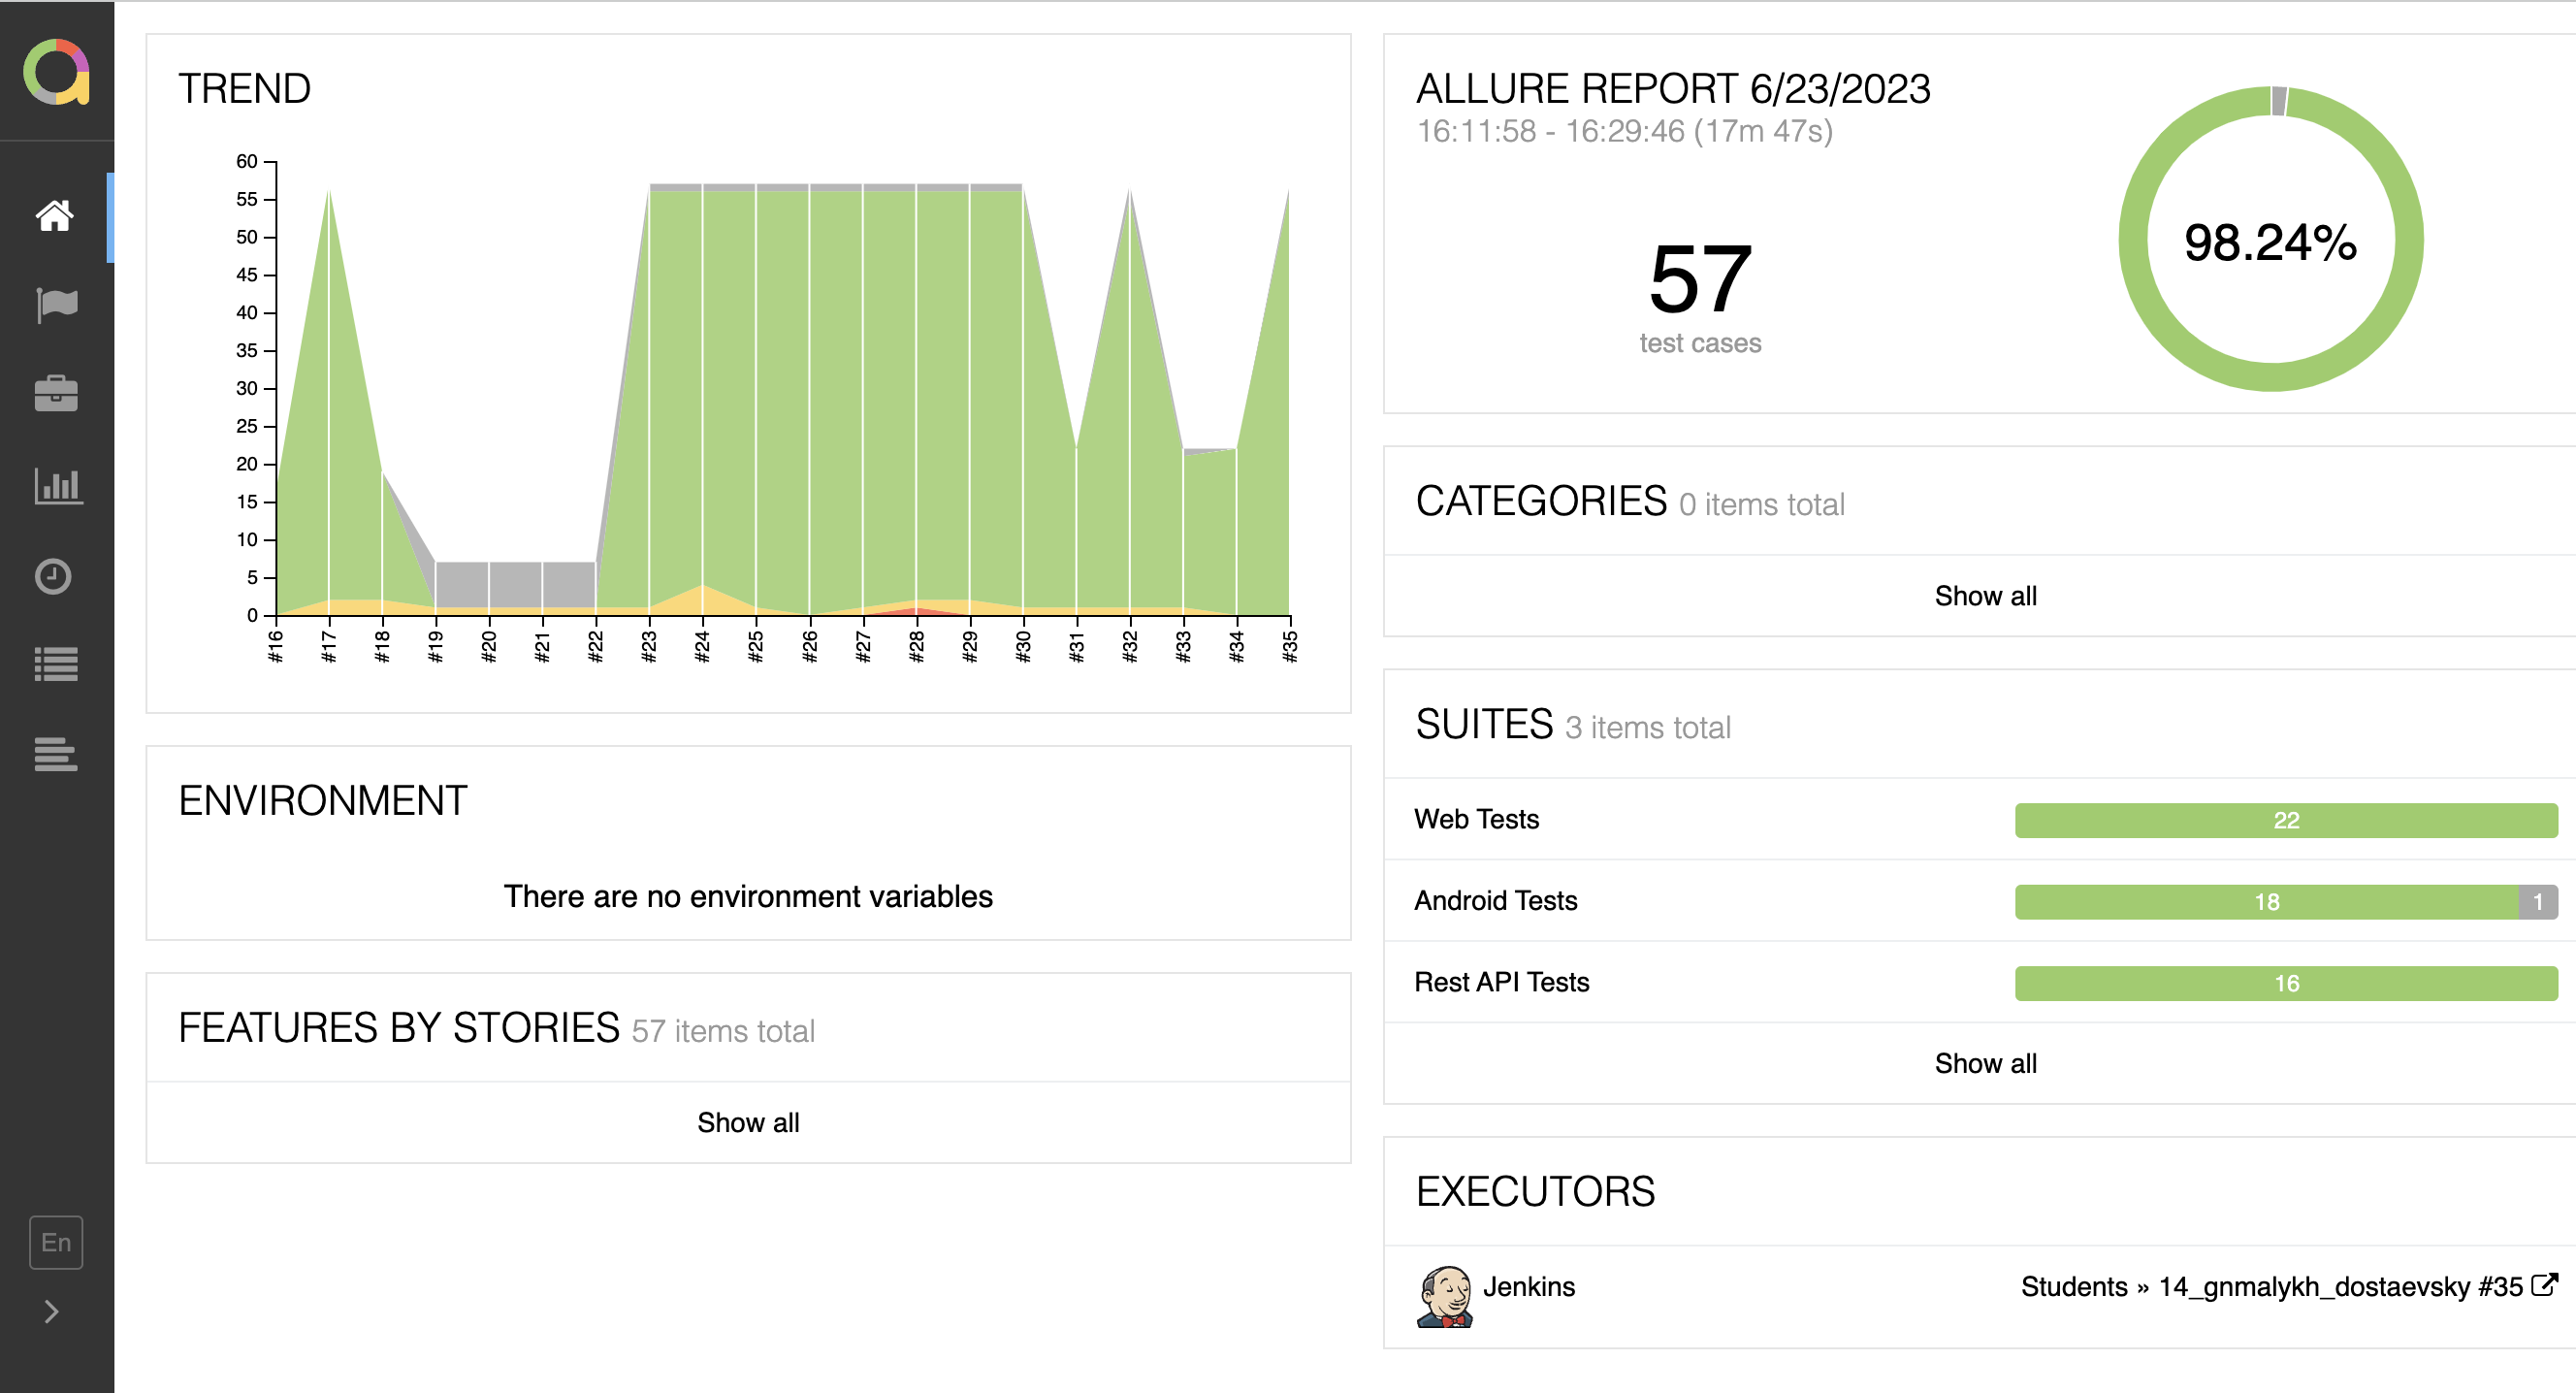 TREND
60
55
50
45
40
35
30
25
20
15
10
5
0
#16
#17
#18
#19
#20
#21
#22
#23
#24
#25
#26
#27
#28
#29
#30
#31
#32
#33
#34
#35
ENVIRONMENT
There are no environment variables
FEATURES BY STORIES 57 items total
Show all
ALLURE REPORT 6/23/2023
16:11:58 - 16:29:46 (17m 47s)
57
test cases
98.24%
CATEGORIES 0 items total
Show all
SUITES 3 items total
Web Tests 22
Android Tests 18 1
Rest API Tests 16
Show all
EXECUTORS
Jenkins Students » 14_gnmalykh_dostaevsky #35
En